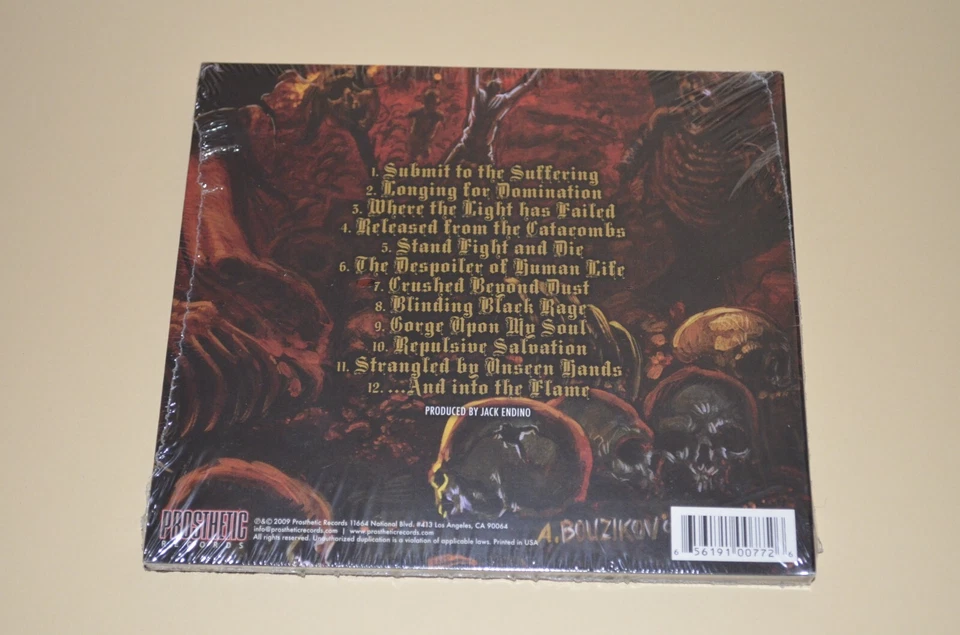 1. Submit to the Suffering
2. Longing for Domination
3. Where the Light has Failed
4. Released from the Catacombs
5. Stand Fight and Die
6. The Despoiler of Human Life
7. Crushed Beyond Dust
8. Blinding Black Rage
9. Gorge Upon My Soul
10. Repulsive Salvation
11. Strangled by Unseen Hands
12. ...And into the Flame
PRODUCED BY JACK ENDINO
PROSTHETIC
RECORDS
℗&© 2009 Prosthetic Records 11664 National Blvd. #413 Los Angeles, CA 90064
info@prostheticrecords.com / www.prostheticrecords.com
All rights reserved. Unauthorized duplication is a violation of applicable laws. Printed in USA
A. BOUZIKOV
6 56191 00772 6